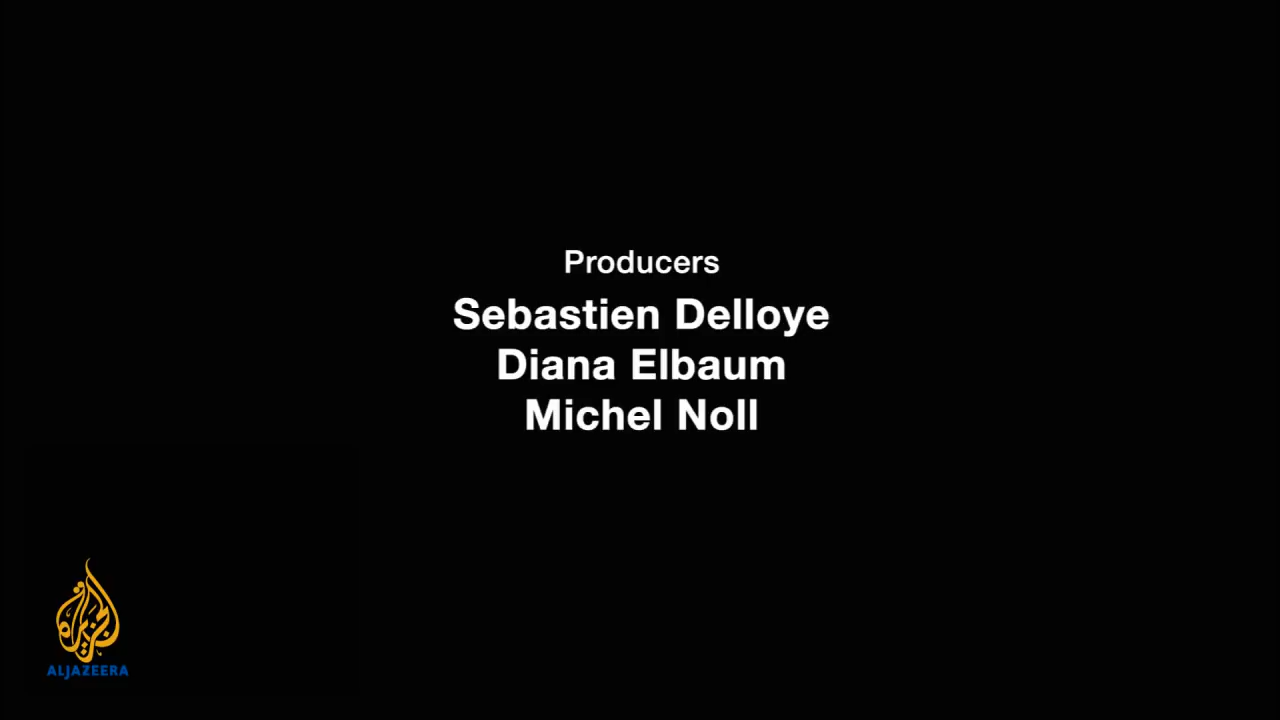 Producers
Sebastien Delloye
Diana Elbaum
Michel Noll
الجزيرة
ALJAZEERA